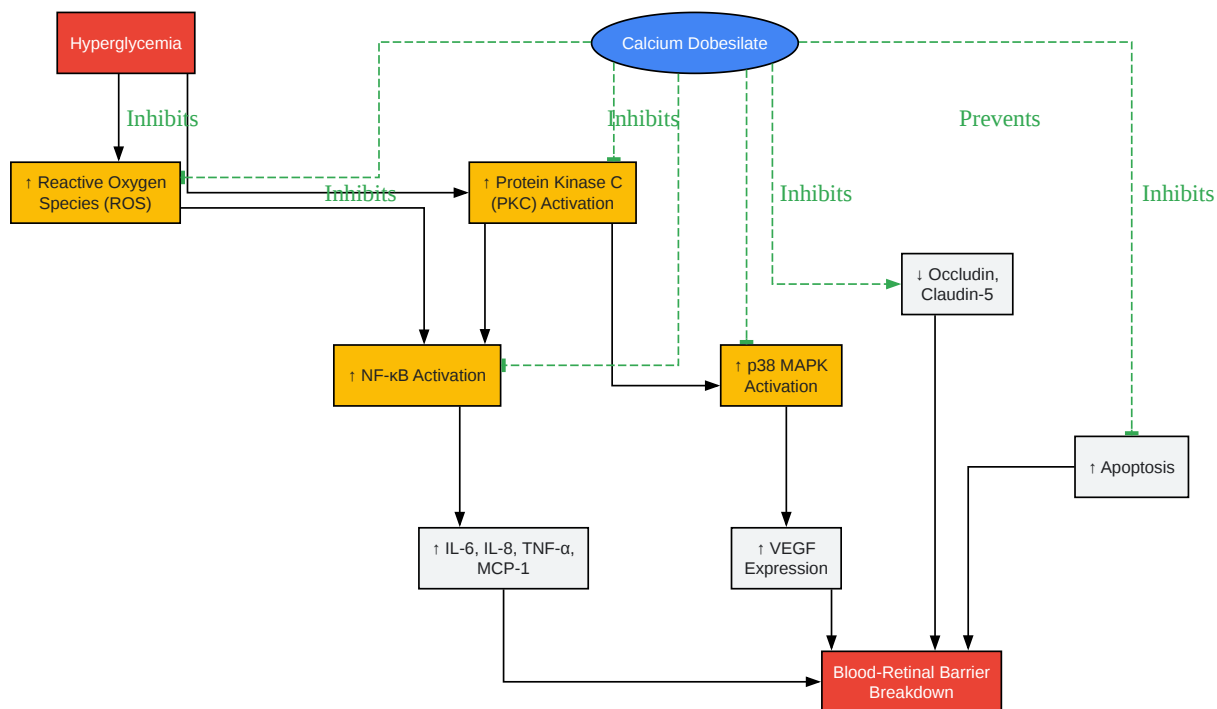 Hyperglycemia
Calcium Dobesilate
Inhibits
Inhibits
Prevents
↑ Reactive Oxygen
Species (ROS)
Inhibits
↑ Protein Kinase C
(PKC) Activation
Inhibits
Inhibits
↓ Occludin,
Claudin-5
↑ NF-κB Activation
↑ p38 MAPK
Activation
↑ Apoptosis
↑ IL-6, IL-8, TNF-α,
MCP-1
↑ VEGF
Expression
Blood-Retinal Barrier
Breakdown